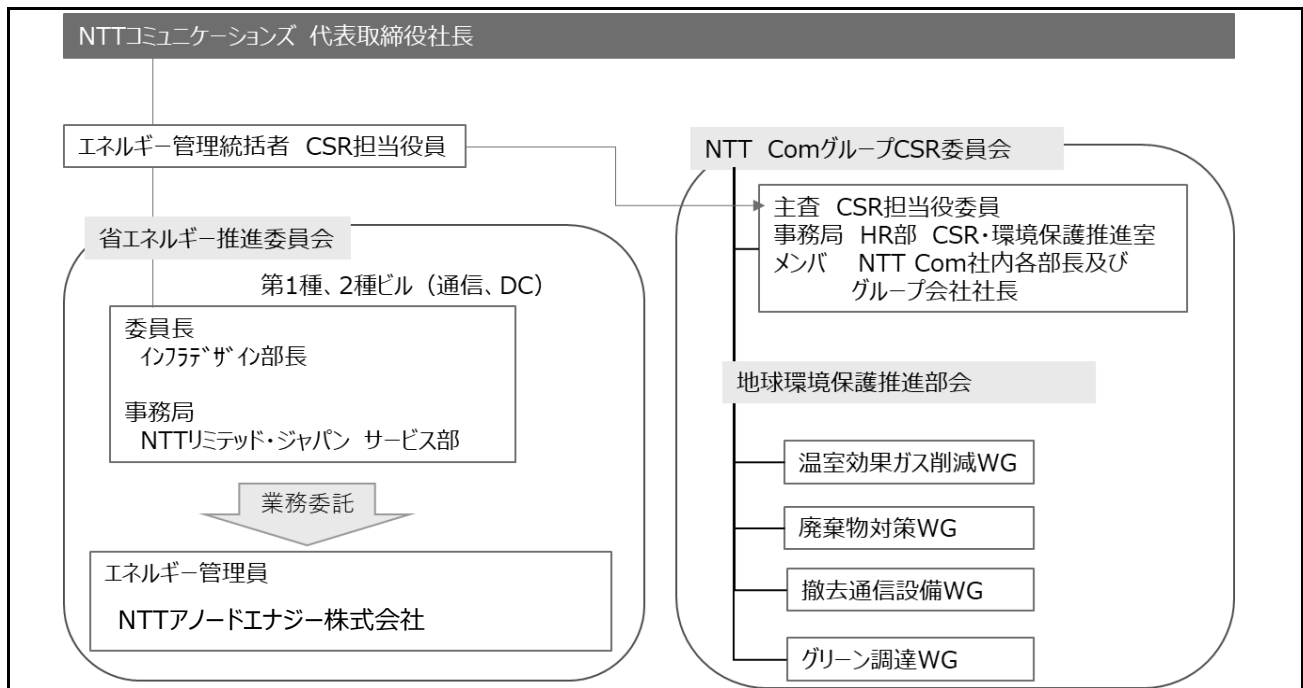 NTTコミュニケーションズ 代表取締役社長
エネルギー管理統括者 CSR担当役員
省エネルギー推進委員会
第1種、2種ビル（通信、DC）
委員長
ｲﾝﾌﾗﾃﾞｻﾞｲﾝ部長
事務局
NTTリミテッド・ジャパン サービス部
業務委託
エネルギー管理員
NTTアノードエナジー株式会社
NTT ComグループCSR委員会
主査 CSR担当役委員
事務局 HR部 CSR・環境保護推進室
メンバ NTT Com社内各部長及び
グループ会社社長
地球環境保護推進部会
温室効果ガス削減WG
廃棄物対策WG
撤去通信設備WG
グリーン調達WG